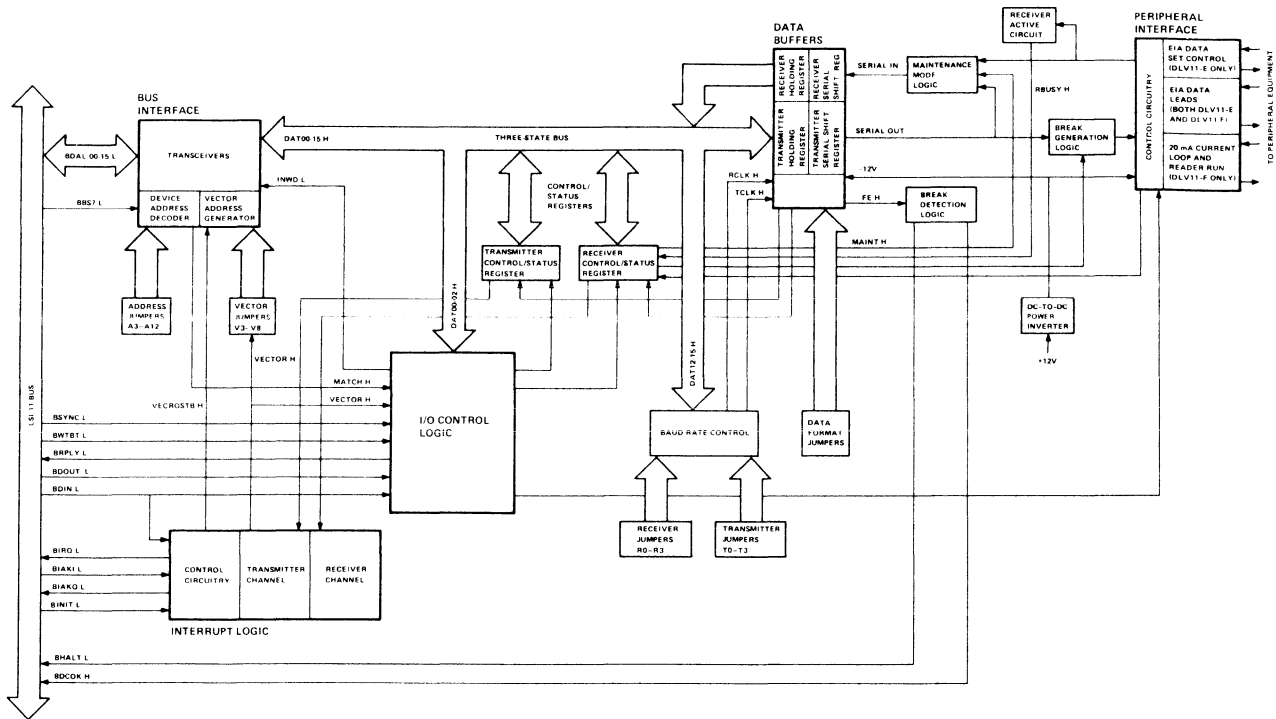 RECEIVER
ACTIVE
CIRCUIT
PERIPHERAL
INTERFACE
DATA
BUFFERS
BUS
INTERFACE
TRANSCEIVERS
DEVICE
ADDRESS
DECODER
VECTOR
ADDRESS
GENERATOR
BDAL 00-15 L
BBS7 L
DAT00-15 H
THREE-STATE BUS
INWD L
CONTROL/
STATUS
REGISTERS
RECEIVER
HOLDING
REGISTER
RECEIVER
SERIAL
SHIFT REG
TRANSMITTER
HOLDING
REGISTER
TRANSMITTER
SERIAL SHIFT
REGISTER
SERIAL IN
MAINTENANCE
MODE
LOGIC
RBUSY H
SERIAL OUT
BREAK
GENERATION
LOGIC
-12V
RCLK H
TCLK H
FE H
BREAK
DETECTION
LOGIC
MAINT H
CONTROL CIRCUITRY
EIA DATA
SET CONTROL
(DLV11-E ONLY)
EIA DATA
LEADS
(BOTH DLV11-E
AND DLV11 F)
20 mA CURRENT
LOOP AND
READER RUN
(DLV11-F ONLY)
TO PERIPHERAL EQUIPMENT
TRANSMITTER
CONTROL/STATUS
REGISTER
RECEIVER
CONTROL/STATUS
REGISTER
ADDRESS
JUMPERS
A3-A12
VECTOR
JUMPERS
V3-V8
DAT00-02 H
DAT12-15 H
DC-TO-DC
POWER
INVERTER
+12V
VECTOR H
MATCH H
VECTOR H
VECRQSTB H
I/O CONTROL
LOGIC
BAUD RATE CONTROL
DATA
FORMAT
JUMPERS
RECEIVER
JUMPERS
R0-R3
TRANSMITTER
JUMPERS
T0-T3
LSI 11 BUS
BSYNC L
BWTBT L
BRPLY L
BDOUT L
BDIN L
BIRQ L
BIAKI L
BIAKO L
BINIT L
CONTROL
CIRCUITRY
TRANSMITTER
CHANNEL
RECEIVER
CHANNEL
INTERRUPT LOGIC
BHALT L
BDCOK H